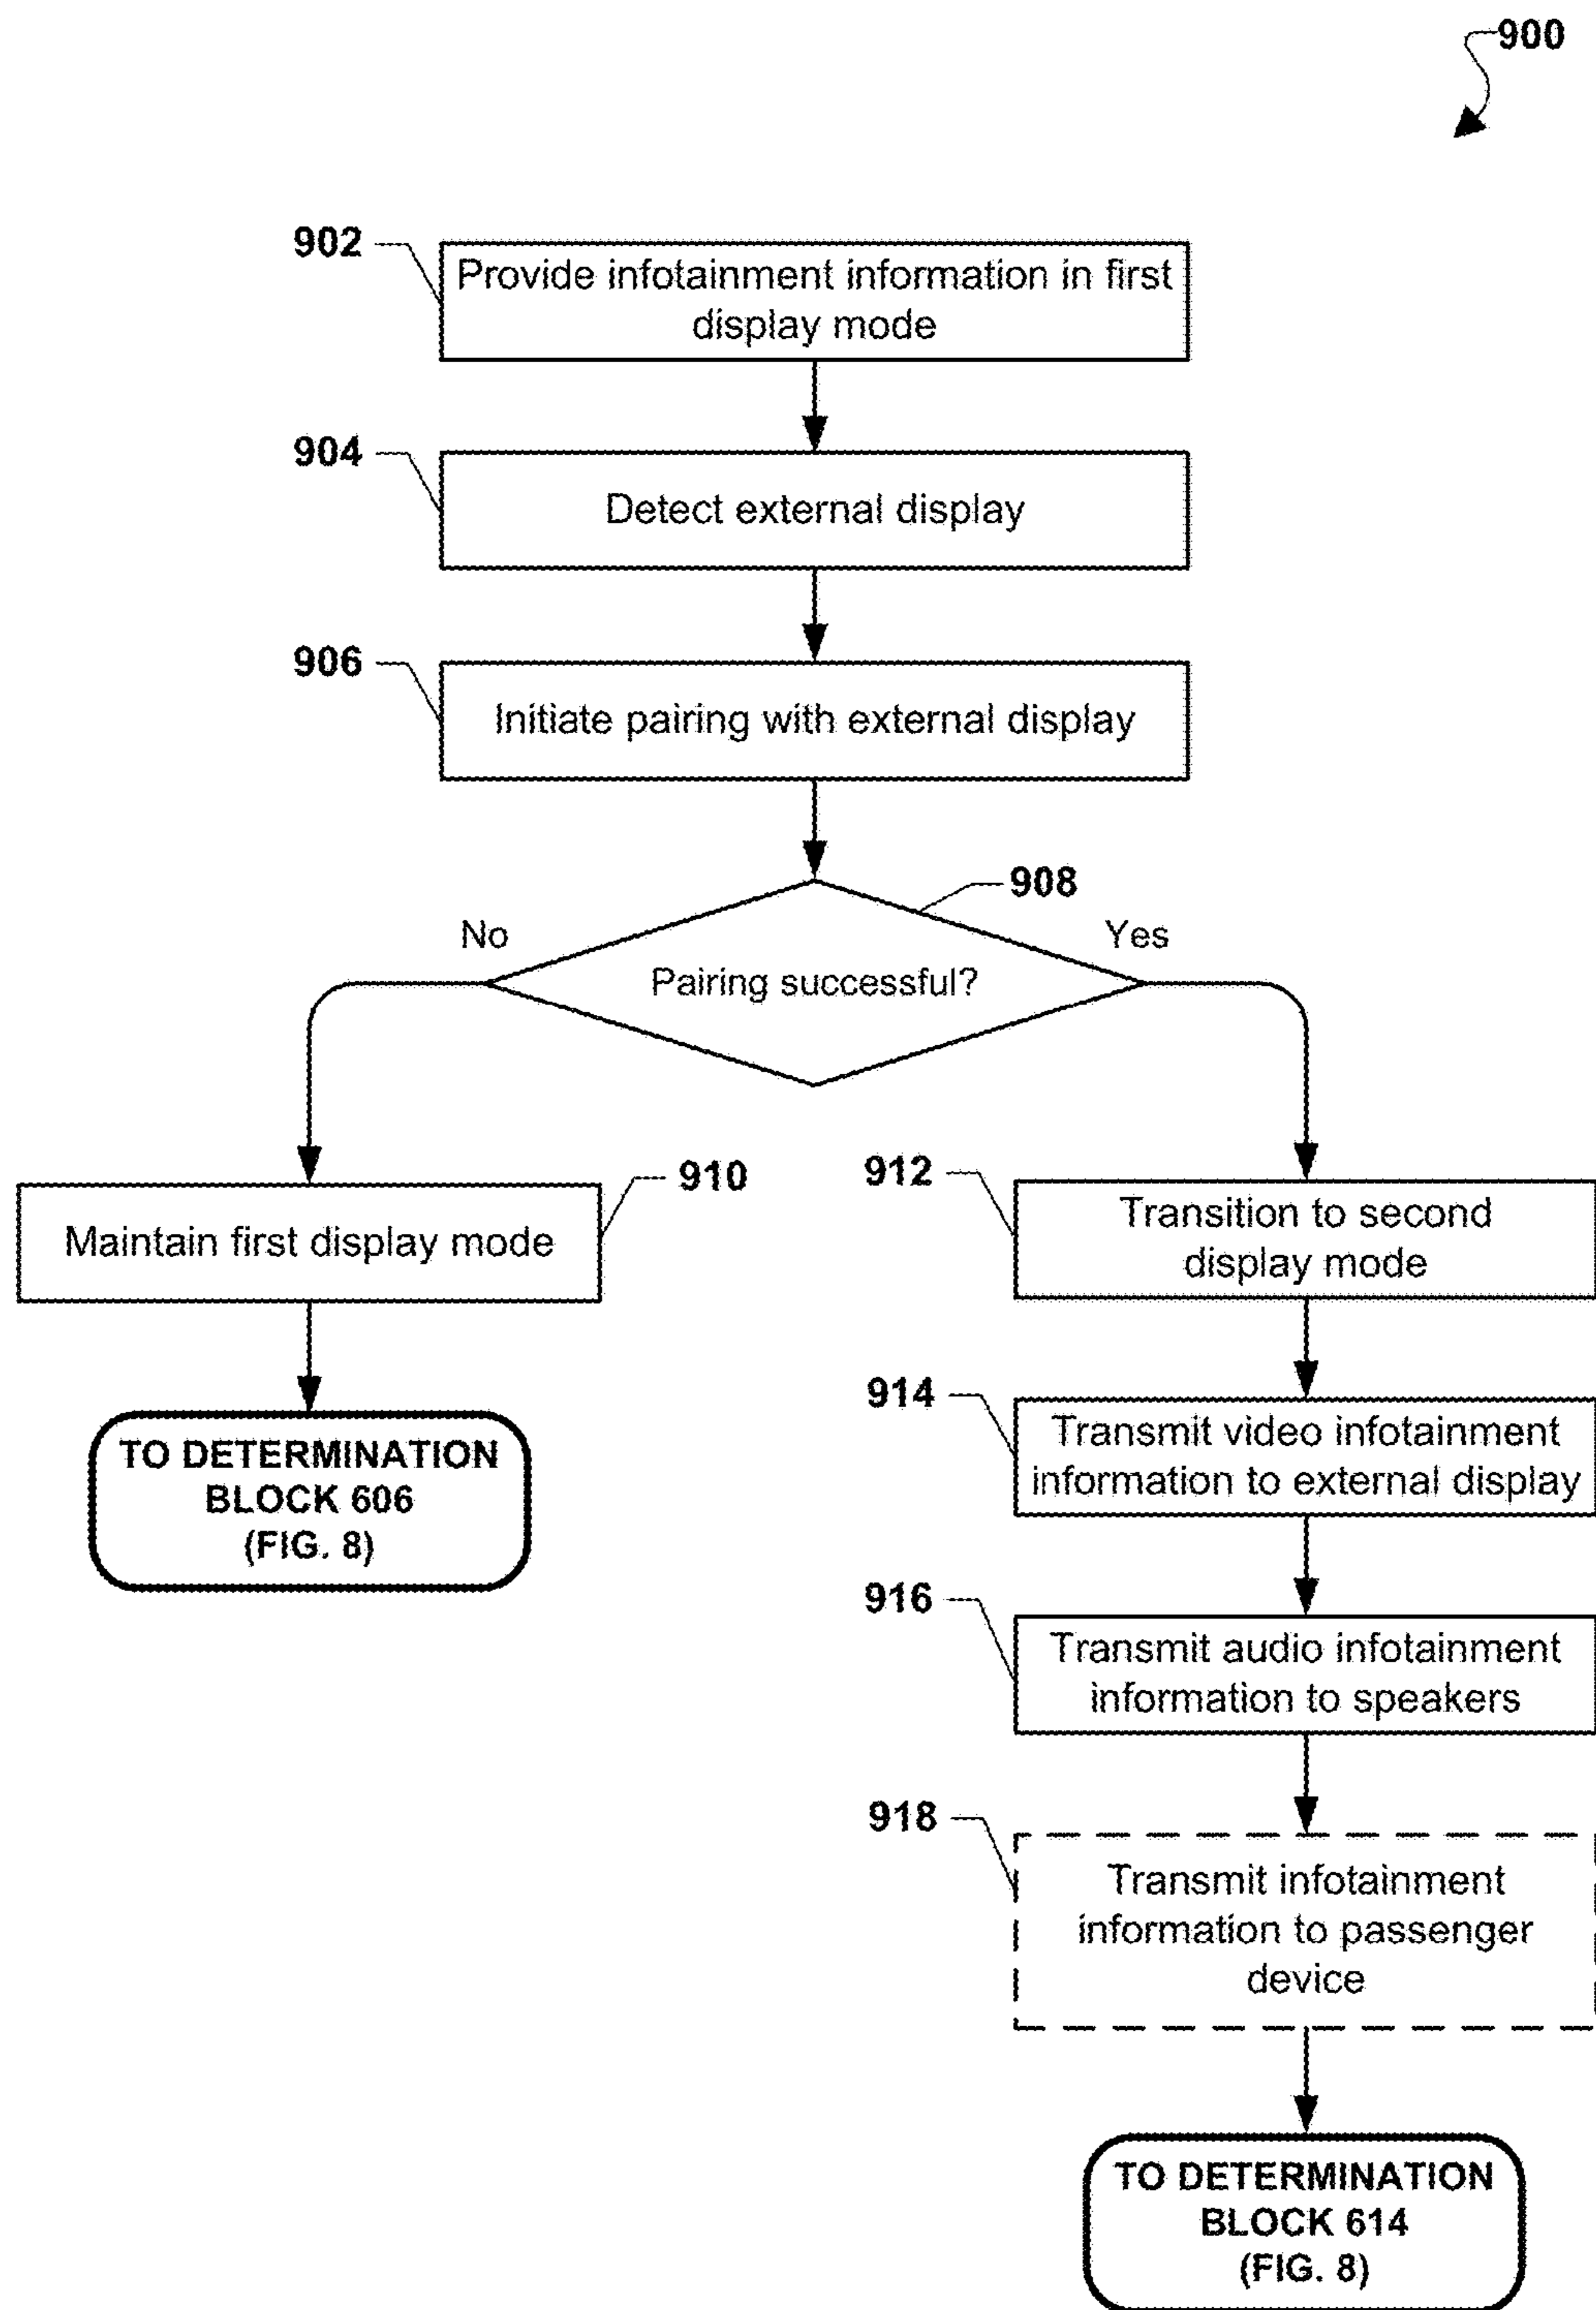 900
902
Provide infotainment information in first
display mode
904
Detect external display
906
Initiate pairing with external display
908
No
Yes
Pairing successful?
910
Maintain first display mode
912
Transition to second
display mode
TO DETERMINATION
BLOCK 606
(FIG. 8)
914
Transmit video infotainment
information to external display
916
Transmit audio infotainment
information to speakers
918
Transmit infotainment
information to passenger
device
TO DETERMINATION
BLOCK 614
(FIG. 8)